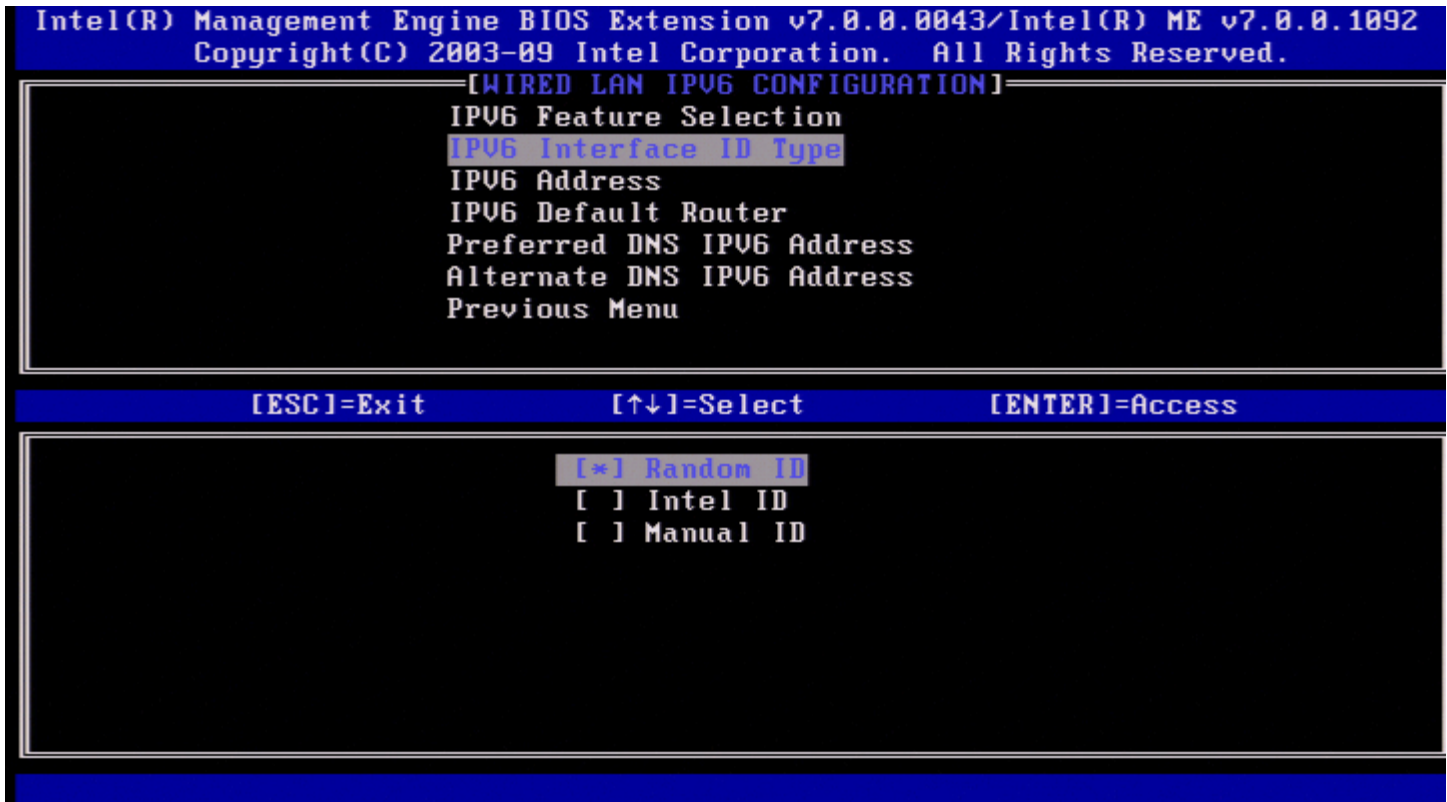 Intel(R) Management Engine BIOS Extension v7.0.0.0043/Intel(R) ME v7.0.0.1092
Copyright(C) 2003-09 Intel Corporation. All Rights Reserved.
[WIRED LAN IPV6 CONFIGURATION]
IPV6 Feature Selection
IPV6 Interface ID Type
IPV6 Address
IPV6 Default Router
Preferred DNS IPV6 Address
Alternate DNS IPV6 Address
Previous Menu
[ESC]=Exit [↑↓]=Select [ENTER]=Access
[*] Random ID
[ ] Intel ID
[ ] Manual ID